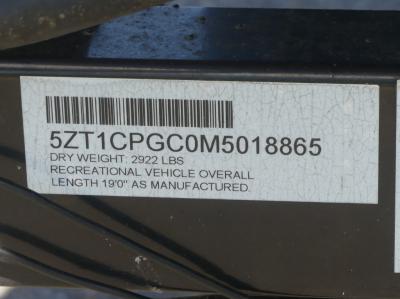 5ZT1CPGC0M5018865
DRY WEIGHT: 2922 LBS
RECREATIONAL VEHICLE OVERALL
LENGTH 19'0" AS MANUFACTURED.